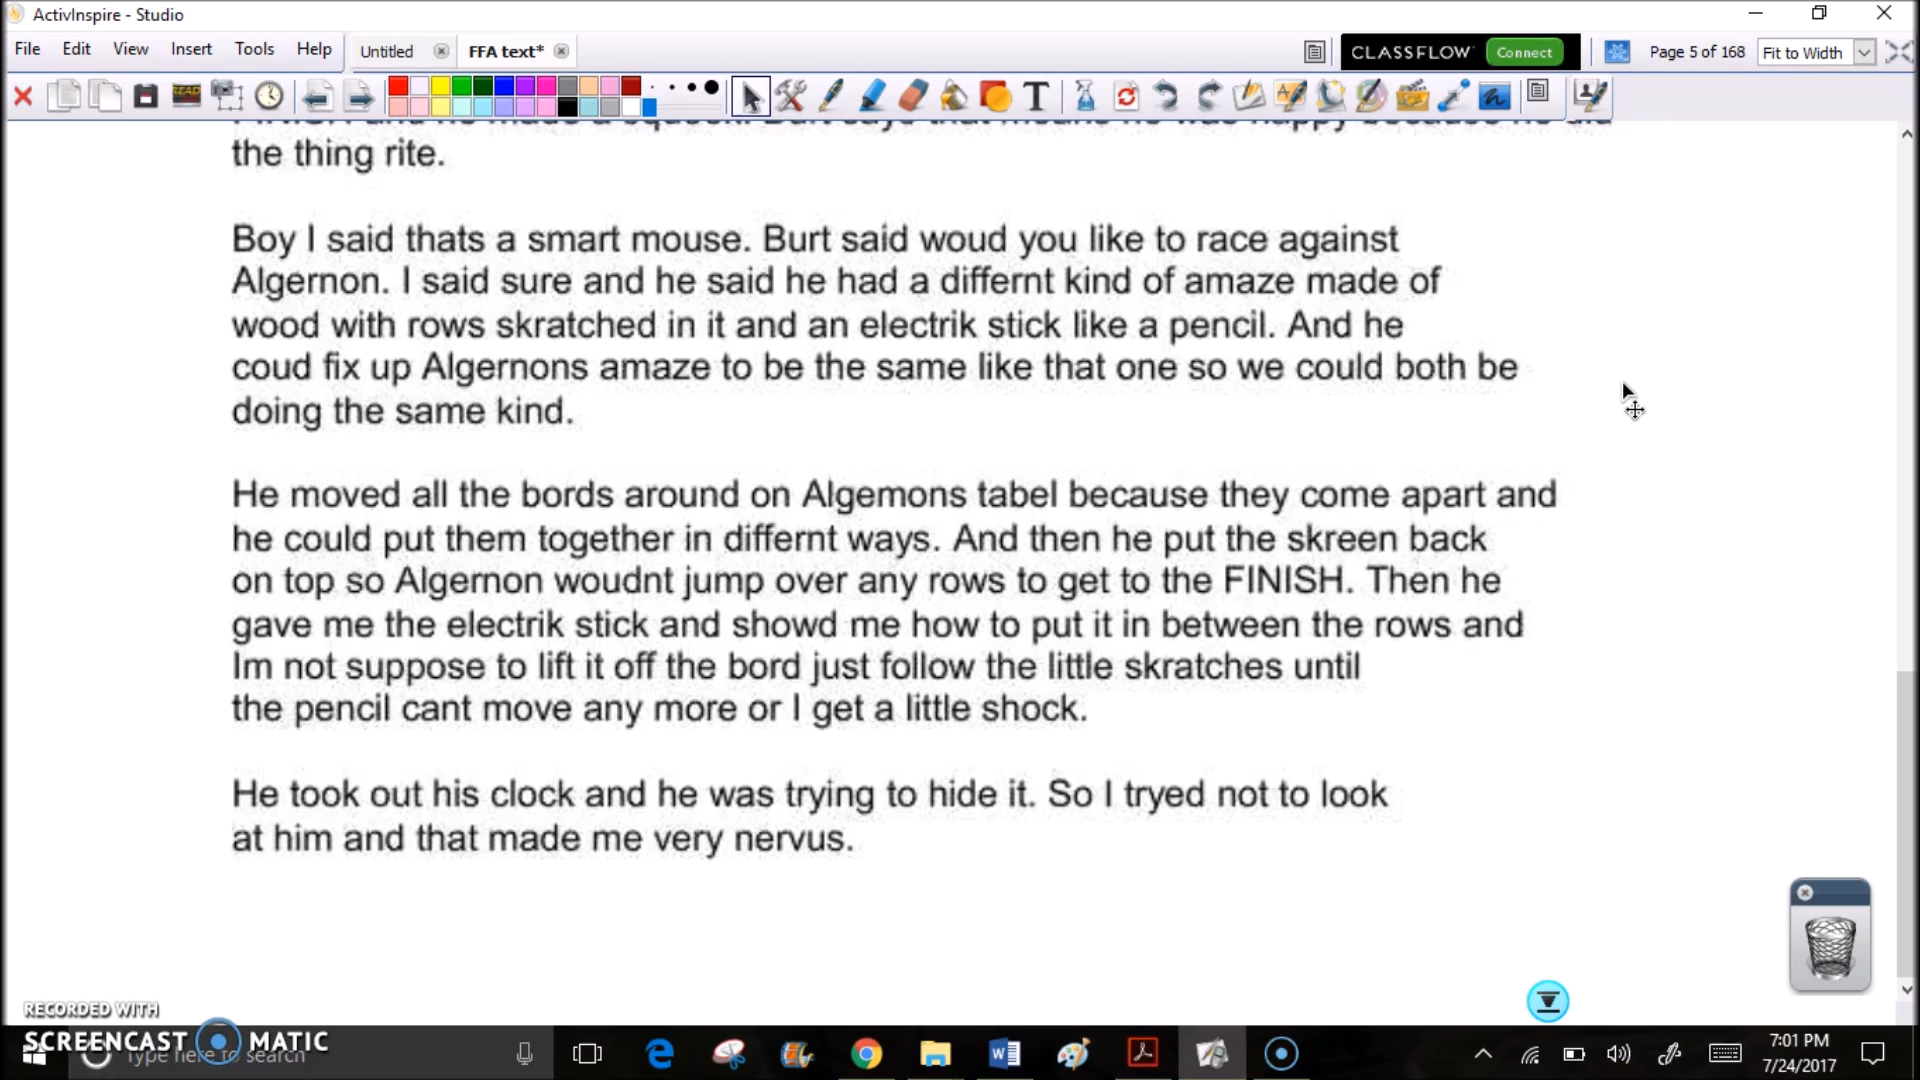 ActivInspire - Studio
File Edit View Insert Tools Help
Untitled
FFA text*
CLASSFLOW Connect
Page 5 of 168
Fit to Width
the thing rite.
Boy I said thats a smart mouse. Burt said woud you like to race against
Algernon. I said sure and he said he had a differnt kind of amaze made of
wood with rows skratched in it and an electrik stick like a pencil. And he
coud fix up Algernons amaze to be the same like that one so we could both be
doing the same kind.
He moved all the bords around on Algemons tabel because they come apart and
he could put them together in differnt ways. And then he put the skreen back
on top so Algernon woudnt jump over any rows to get to the FINISH. Then he
gave me the electrik stick and showd me how to put it in between the rows and
Im not suppose to lift it off the bord just follow the little skratches until
the pencil cant move any more or I get a little shock.
He took out his clock and he was trying to hide it. So I tryed not to look
at him and that made me very nervus.
RECORDED WITH
SCREENCAST MATIC
Type here to search
7:01 PM
7/24/2017